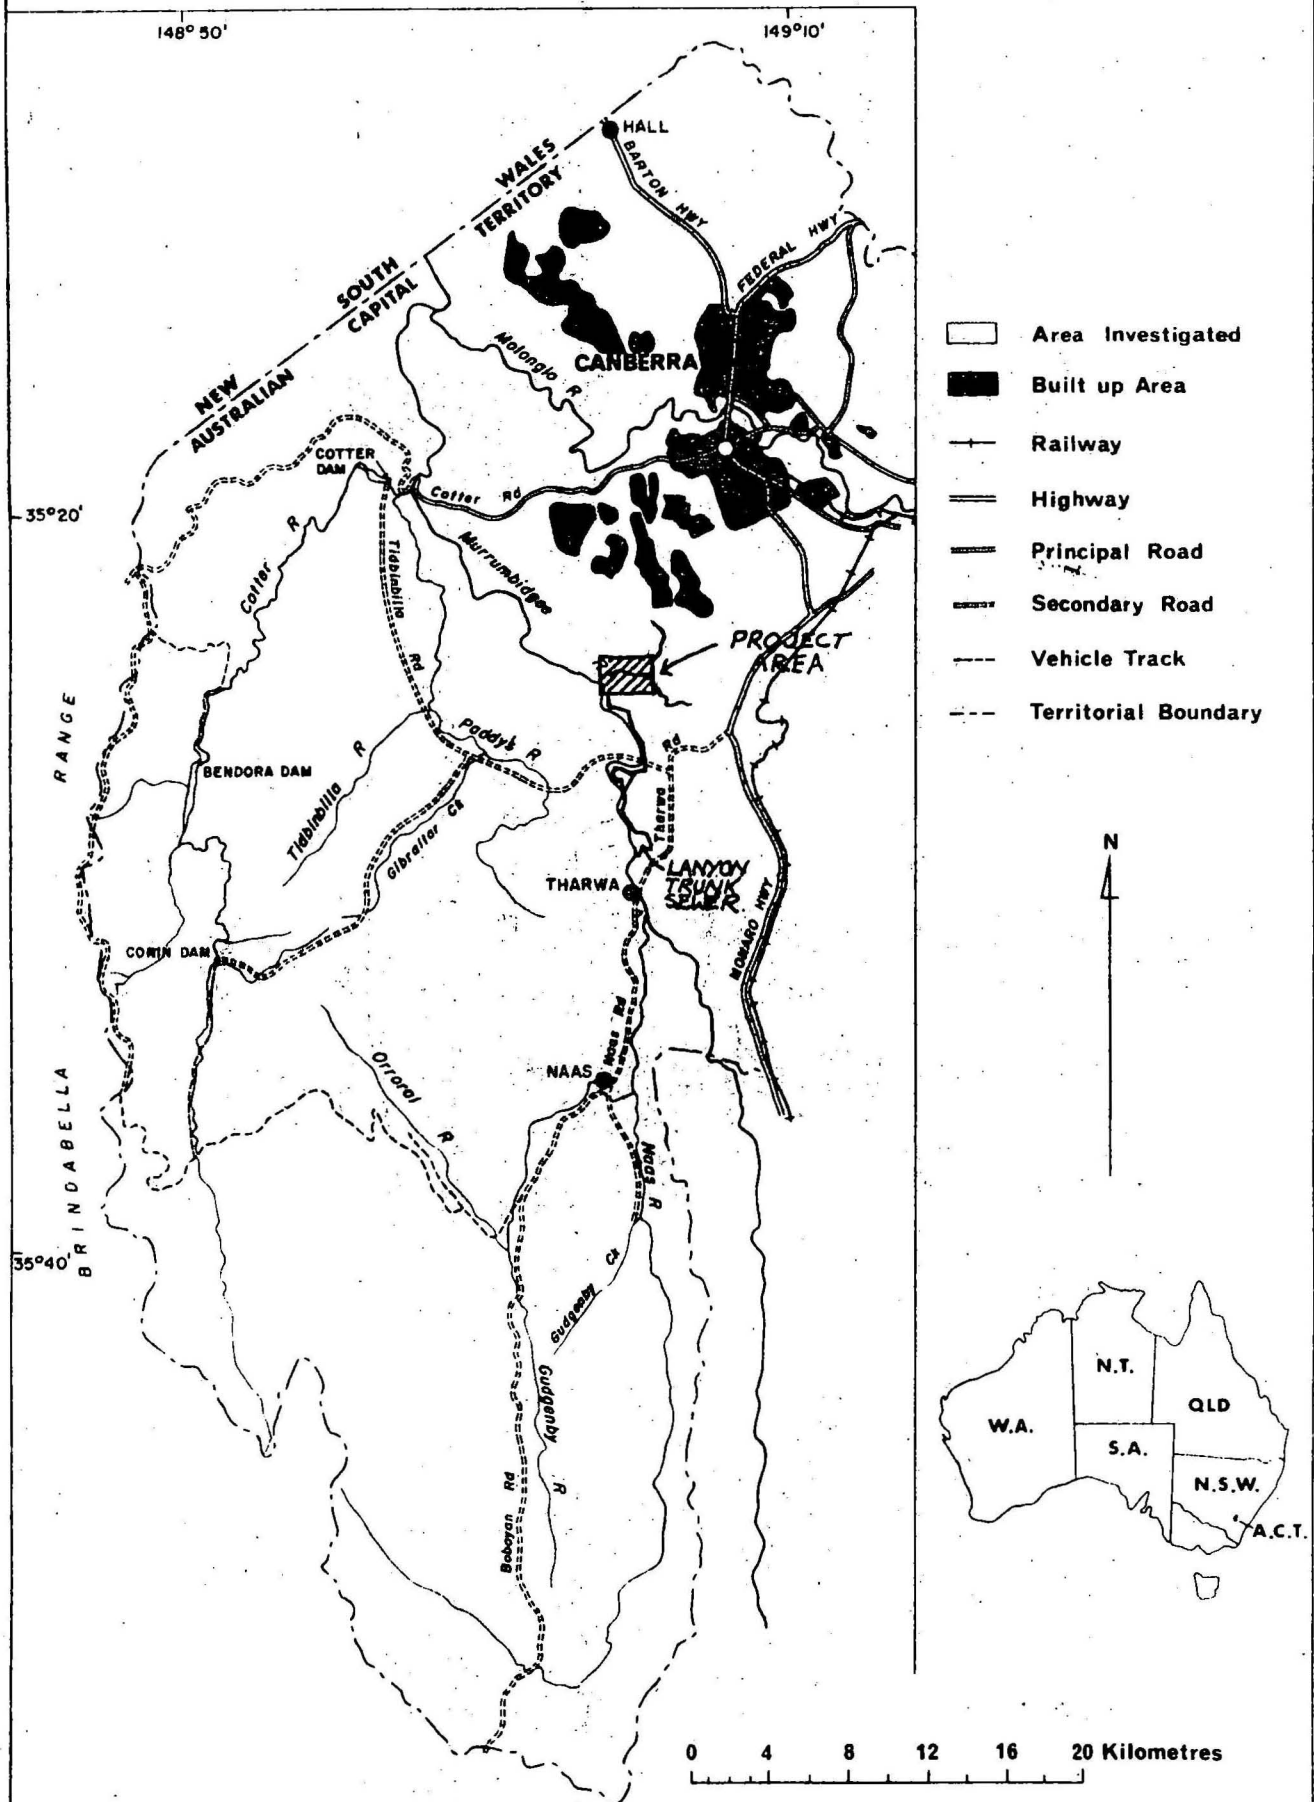 148°50'
149°10'
HALL
BARTON HWY
WALES
TERRITORY
FEDERAL HWY
SOUTH
CAPITAL
Molonglo R
CANBERRA
NEW
AUSTRALIAN
COTTER
DAM
Cotter Rd
35°20'
Cotter R
Tidbinbilla Rd
Murrumbidgee
PROJECT
AREA
RANGE
Paddy's R
Rd
BENDORA DAM
Tidbinbilla R
Gibraltar Ck
Tharwa
LANYON
TRUNK
SEWER
THARWA
MONARO HWY
CORIN DAM
Naas Rd
Orroral R
NAAS
Naas R
BRINDABELLA
35°40'
Gudgenby Ck
Gudgenby R
Boboyan Rd
Area Investigated
Built up Area
Railway
Highway
Principal Road
Secondary Road
Vehicle Track
Territorial Boundary
N
N.T.
QLD
W.A.
S.A.
N.S.W.
A.C.T.
0 4 8 12 16 20 Kilometres